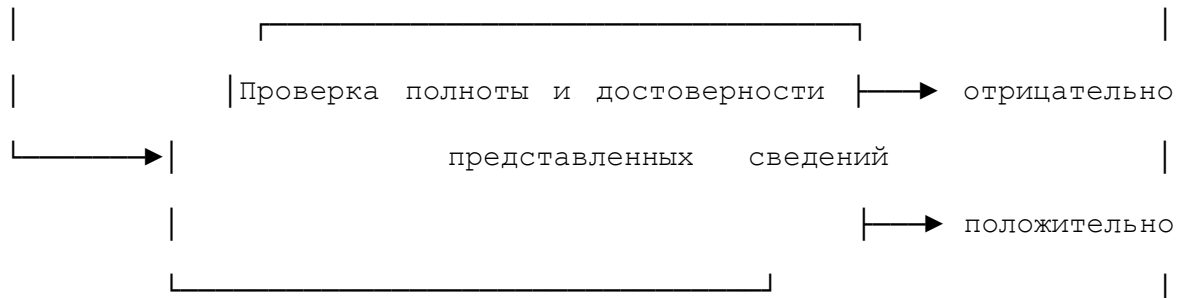 Проверка полноты и достоверности отрицательно
представленных сведений
положительно